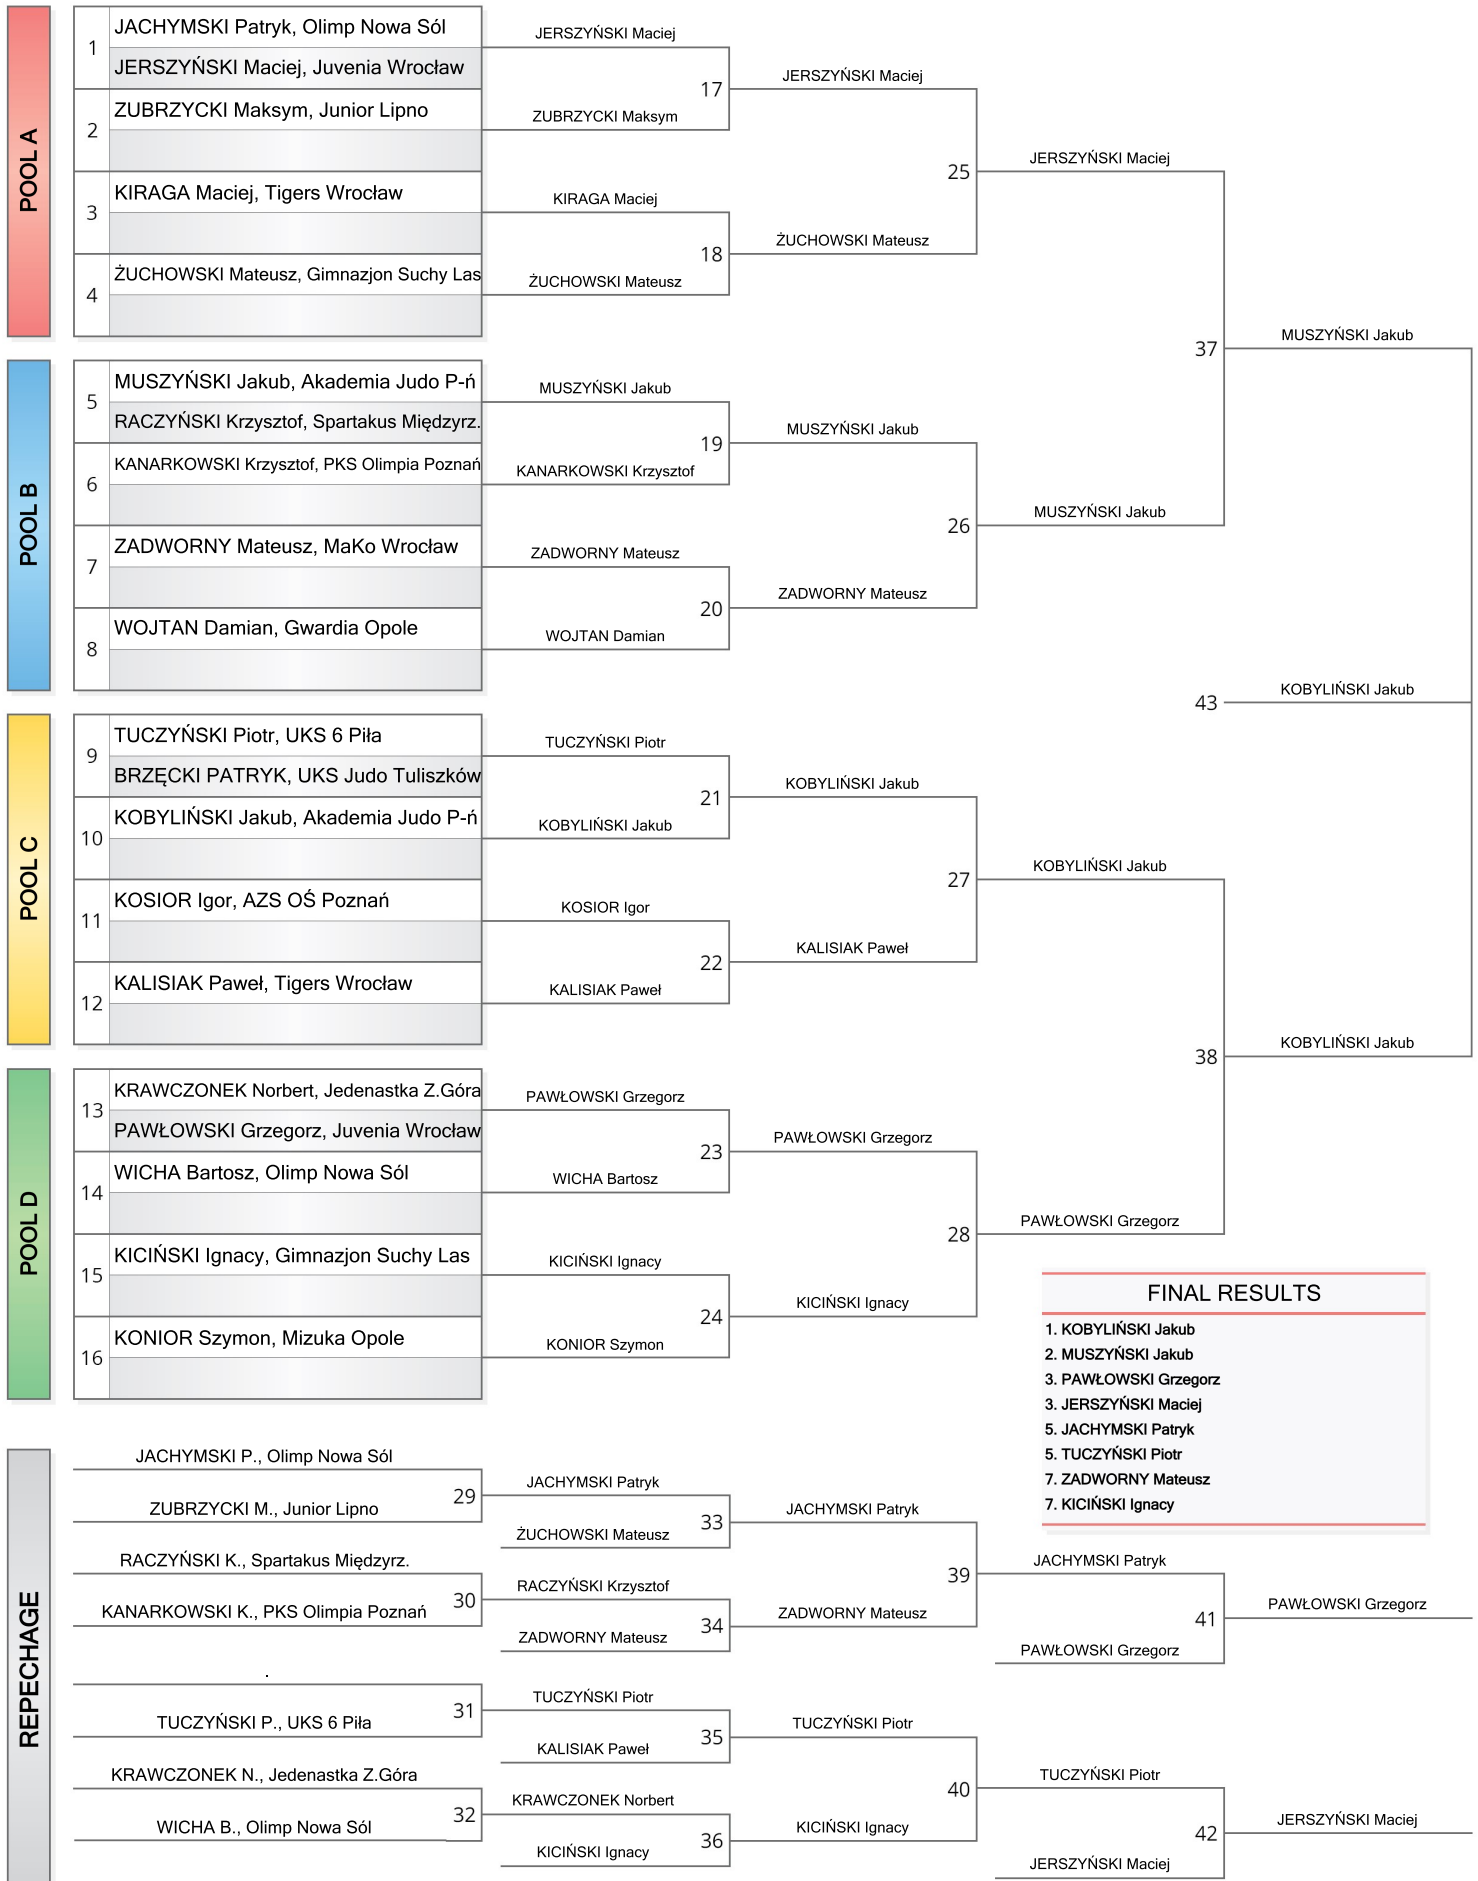 POOL A
1
JACHYMSKI Patryk, Olimp Nowa Sól
JERSZYŃSKI Maciej, Juvenia Wrocław
2
ZUBRZYCKI Maksym, Junior Lipno
3
KIRAGA Maciej, Tigers Wrocław
4
ŻUCHOWSKI Mateusz, Gimnazjon Suchy Las
JERSZYŃSKI Maciej
17
ZUBRZYCKI Maksym
KIRAGA Maciej
18
ŻUCHOWSKI Mateusz
JERSZYŃSKI Maciej
25
ŻUCHOWSKI Mateusz
JERSZYŃSKI Maciej
POOL B
5
MUSZYŃSKI Jakub, Akademia Judo P-ń
RACZYŃSKI Krzysztof, Spartakus Międzyrz.
6
KANARKOWSKI Krzysztof, PKS Olimpia Poznań
7
ZADWORNY Mateusz, MaKo Wrocław
8
WOJTAN Damian, Gwardia Opole
MUSZYŃSKI Jakub
19
KANARKOWSKI Krzysztof
ZADWORNY Mateusz
20
WOJTAN Damian
MUSZYŃSKI Jakub
26
ZADWORNY Mateusz
MUSZYŃSKI Jakub
37
MUSZYŃSKI Jakub
43
KOBYLIŃSKI Jakub
POOL C
9
TUCZYŃSKI Piotr, UKS 6 Piła
BRZĘCKI PATRYK, UKS Judo Tuliszków
10
KOBYLIŃSKI Jakub, Akademia Judo P-ń
11
KOSIOR Igor, AZS OŚ Poznań
12
KALISIAK Paweł, Tigers Wrocław
TUCZYŃSKI Piotr
21
KOBYLIŃSKI Jakub
KOSIOR Igor
22
KALISIAK Paweł
KOBYLIŃSKI Jakub
27
KALISIAK Paweł
KOBYLIŃSKI Jakub
38
KOBYLIŃSKI Jakub
POOL D
13
KRAWCZONEK Norbert, Jedenastka Z.Góra
PAWŁOWSKI Grzegorz, Juvenia Wrocław
14
WICHA Bartosz, Olimp Nowa Sól
15
KICIŃSKI Ignacy, Gimnazjon Suchy Las
16
KONIOR Szymon, Mizuka Opole
PAWŁOWSKI Grzegorz
23
WICHA Bartosz
KICIŃSKI Ignacy
24
KONIOR Szymon
PAWŁOWSKI Grzegorz
28
KICIŃSKI Ignacy
PAWŁOWSKI Grzegorz
FINAL RESULTS
1. KOBYLIŃSKI Jakub
2. MUSZYŃSKI Jakub
3. PAWŁOWSKI Grzegorz
3. JERSZYŃSKI Maciej
5. JACHYMSKI Patryk
5. TUCZYŃSKI Piotr
7. ZADWORNY Mateusz
7. KICIŃSKI Ignacy
REPECHAGE
JACHYMSKI P., Olimp Nowa Sól
29
ZUBRZYCKI M., Junior Lipno
RACZYŃSKI K., Spartakus Międzyrz.
30
KANARKOWSKI K., PKS Olimpia Poznań
.
31
TUCZYŃSKI P., UKS 6 Piła
KRAWCZONEK N., Jedenastka Z.Góra
32
WICHA B., Olimp Nowa Sól
JACHYMSKI Patryk
33
ŻUCHOWSKI Mateusz
RACZYŃSKI Krzysztof
34
ZADWORNY Mateusz
TUCZYŃSKI Piotr
35
KALISIAK Paweł
KRAWCZONEK Norbert
36
KICIŃSKI Ignacy
JACHYMSKI Patryk
39
ZADWORNY Mateusz
TUCZYŃSKI Piotr
40
KICIŃSKI Ignacy
JACHYMSKI Patryk
41
PAWŁOWSKI Grzegorz
TUCZYŃSKI Piotr
42
JERSZYŃSKI Maciej
PAWŁOWSKI Grzegorz
JERSZYŃSKI Maciej